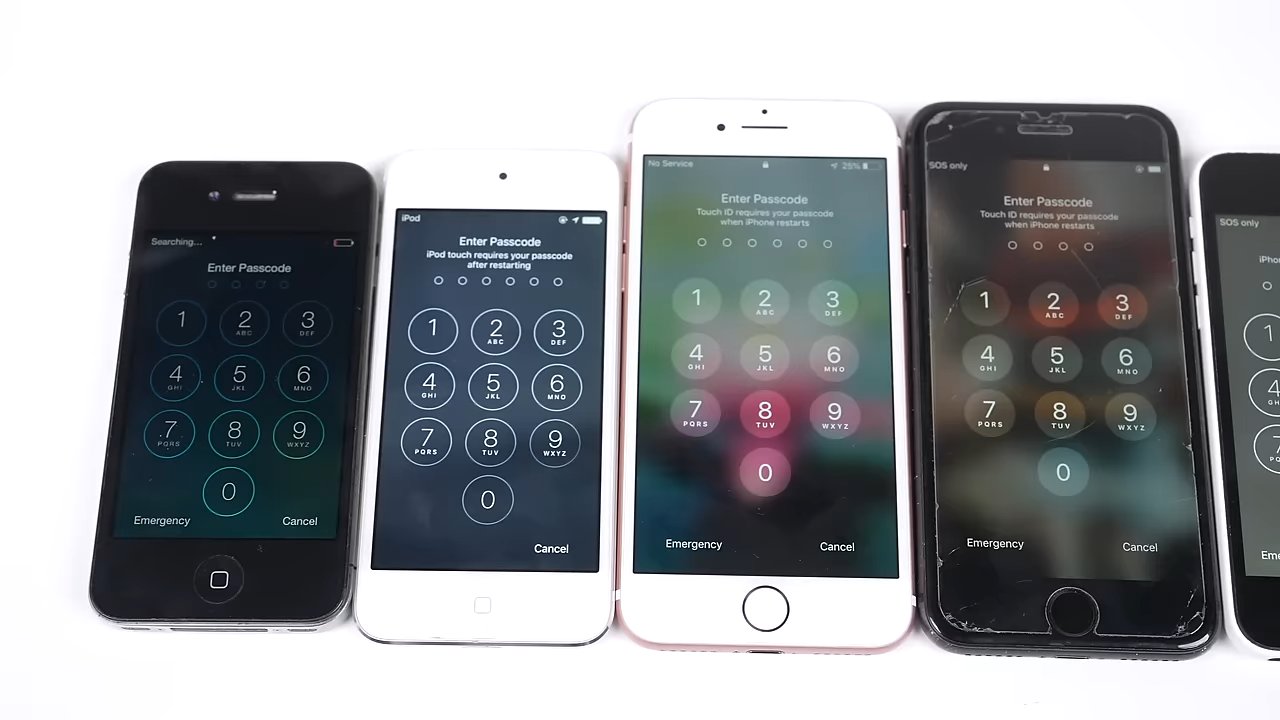 Searching...
Enter Passcode
1
2
ABC
3
DEF
4
GHI
5
JKL
6
MNO
7
PQRS
8
TUV
9
WXYZ
0
Emergency
Cancel
iPod
Enter Passcode
iPod touch requires your passcode
after restarting
1
2
ABC
3
DEF
4
GHI
5
JKL
6
MNO
7
PQRS
8
TUV
9
WXYZ
0
Cancel
No Service
25%
Enter Passcode
Touch ID requires your passcode
when iPhone restarts
1
2
ABC
3
DEF
4
GHI
5
JKL
6
MNO
7
PQRS
8
TUV
9
WXYZ
0
Emergency
Cancel
SOS only
Enter Passcode
Touch ID requires your passcode
when iPhone restarts
1
2
ABC
3
DEF
4
GHI
5
JKL
6
MNO
7
PQRS
8
TUV
9
WXYZ
0
Emergency
Cancel
SOS only
1
4
7